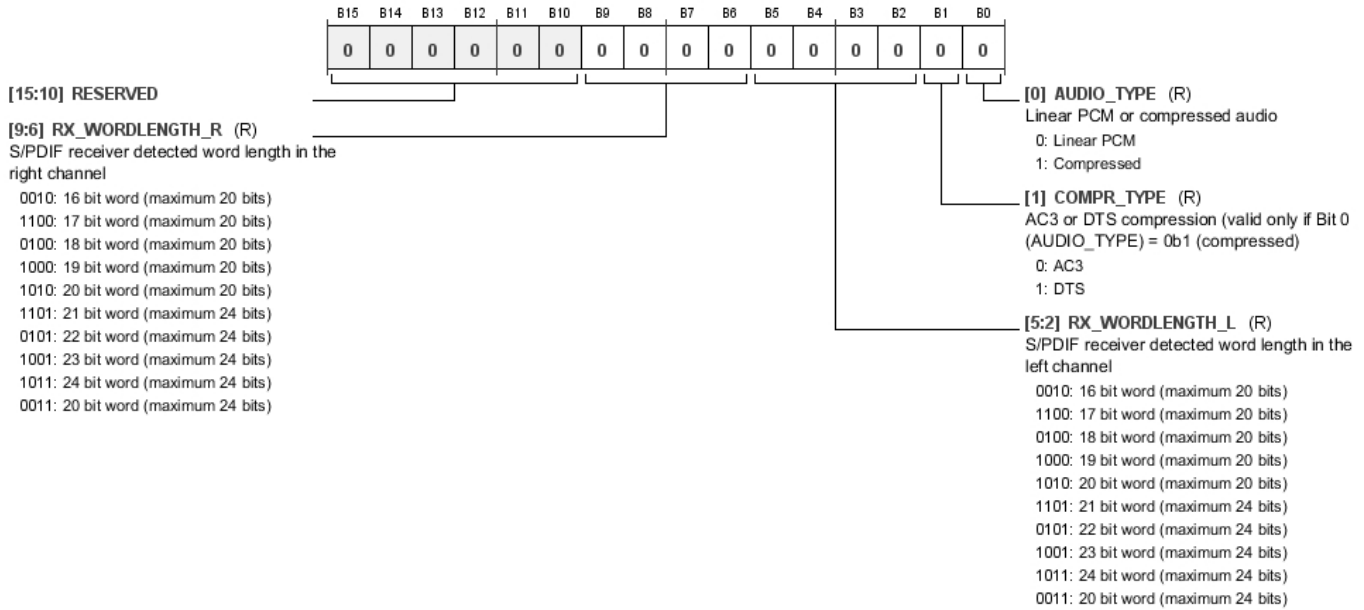 B15 B14 B13 B12 B11 B10 B9 B8 B7 B6 B5 B4 B3 B2 B1 B0
0 0 0 0 0 0 0 0 0 0 0 0 0 0 0 0
[15:10] RESERVED
[9:6] RX_WORDLENGTH_R (R)
S/PDIF receiver detected word length in the
right channel
0010: 16 bit word (maximum 20 bits)
1100: 17 bit word (maximum 20 bits)
0100: 18 bit word (maximum 20 bits)
1000: 19 bit word (maximum 20 bits)
1010: 20 bit word (maximum 20 bits)
1101: 21 bit word (maximum 24 bits)
0101: 22 bit word (maximum 24 bits)
1001: 23 bit word (maximum 24 bits)
1011: 24 bit word (maximum 24 bits)
0011: 20 bit word (maximum 24 bits)
[0] AUDIO_TYPE (R)
Linear PCM or compressed audio
0: Linear PCM
1: Compressed
[1] COMPR_TYPE (R)
AC3 or DTS compression (valid only if Bit 0
(AUDIO_TYPE) = 0b1 (compressed)
0: AC3
1: DTS
[5:2] RX_WORDLENGTH_L (R)
S/PDIF receiver detected word length in the
left channel
0010: 16 bit word (maximum 20 bits)
1100: 17 bit word (maximum 20 bits)
0100: 18 bit word (maximum 20 bits)
1000: 19 bit word (maximum 20 bits)
1010: 20 bit word (maximum 20 bits)
1101: 21 bit word (maximum 24 bits)
0101: 22 bit word (maximum 24 bits)
1001: 23 bit word (maximum 24 bits)
1011: 24 bit word (maximum 24 bits)
0011: 20 bit word (maximum 24 bits)